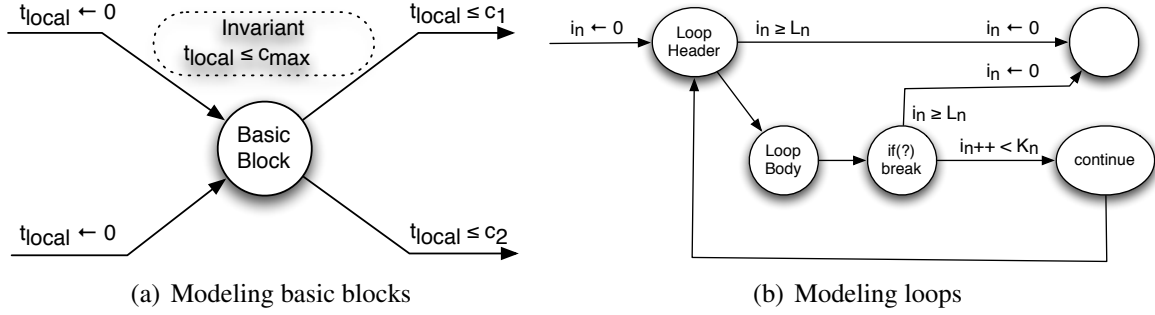 t_local ← 0
t_local ≤ c_1
Invariant
t_local ≤ c_max
Basic
Block
t_local ← 0
t_local ≤ c_2
(a) Modeling basic blocks
i_n ← 0
Loop
Header
i_n ≥ L_n
i_n ← 0
i_n ← 0
i_n ≥ L_n
Loop
Body
if(?)
break
i_n++ < K_n
continue
(b) Modeling loops